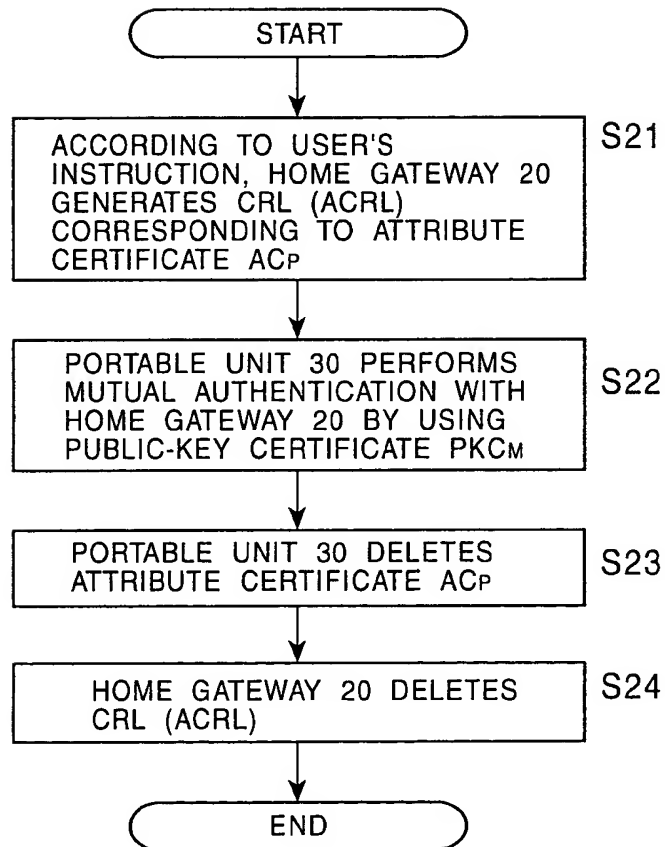 START
ACCORDING TO USER'S
S21
INSTRUCTION, HOME GATEWAY 20
GENERATES CRL (ACRL)
CORRESPONDING TO ATTRIBUTE
CERTIFICATE ACP
PORTABLE UNIT 30 PERFORMS
S22
MUTUAL AUTHENTICATION WITH
HOME GATEWAY 20 BY USING
PUBLIC-KEY CERTIFICATE PKCM
PORTABLE UNIT 30 DELETES
S23
ATTRIBUTE CERTIFICATE ACP
HOME GATEWAY 20 DELETES
S24
CRL (ACRL)
END